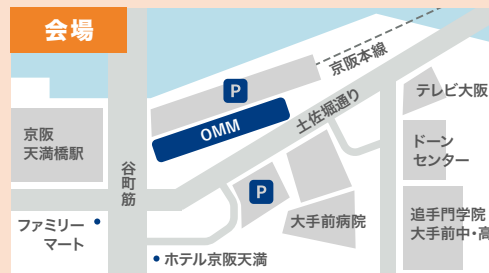 会場
京阪本線
P
テレビ大阪
OMM
土佐堀通り
京阪
天満橋駅
谷町筋
ドーン
センター
P
ファミリー
マート
大手前病院
追手門学院
大手前中・高
ホテル京阪天満